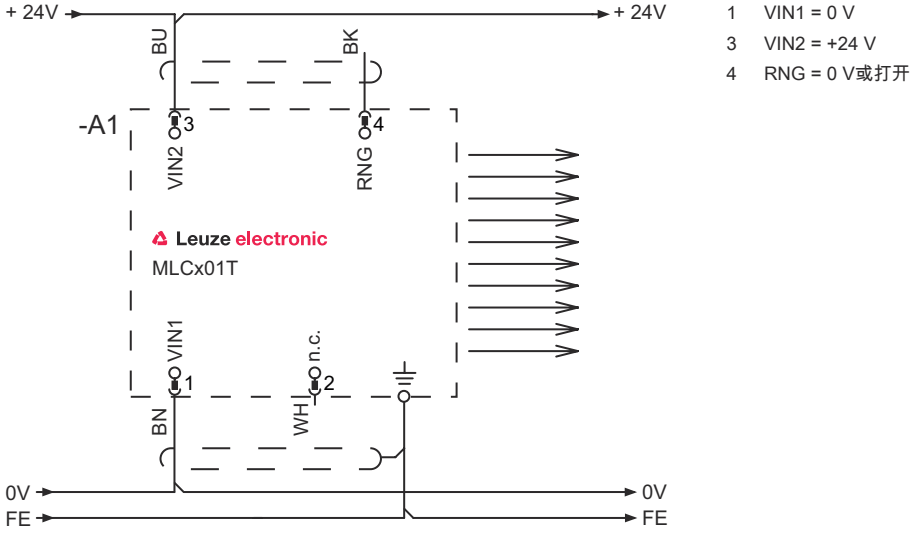 + 24V
+ 24V
1 VIN1 = 0 V
3 VIN2 = +24 V
4 RNG = 0 V或打开
BU
BK
-A1
3
4
VIN2
RNG
Leuze electronic
MLCx01T
VIN1
n.c.
1
2
BN
WH
0V
0V
FE
FE